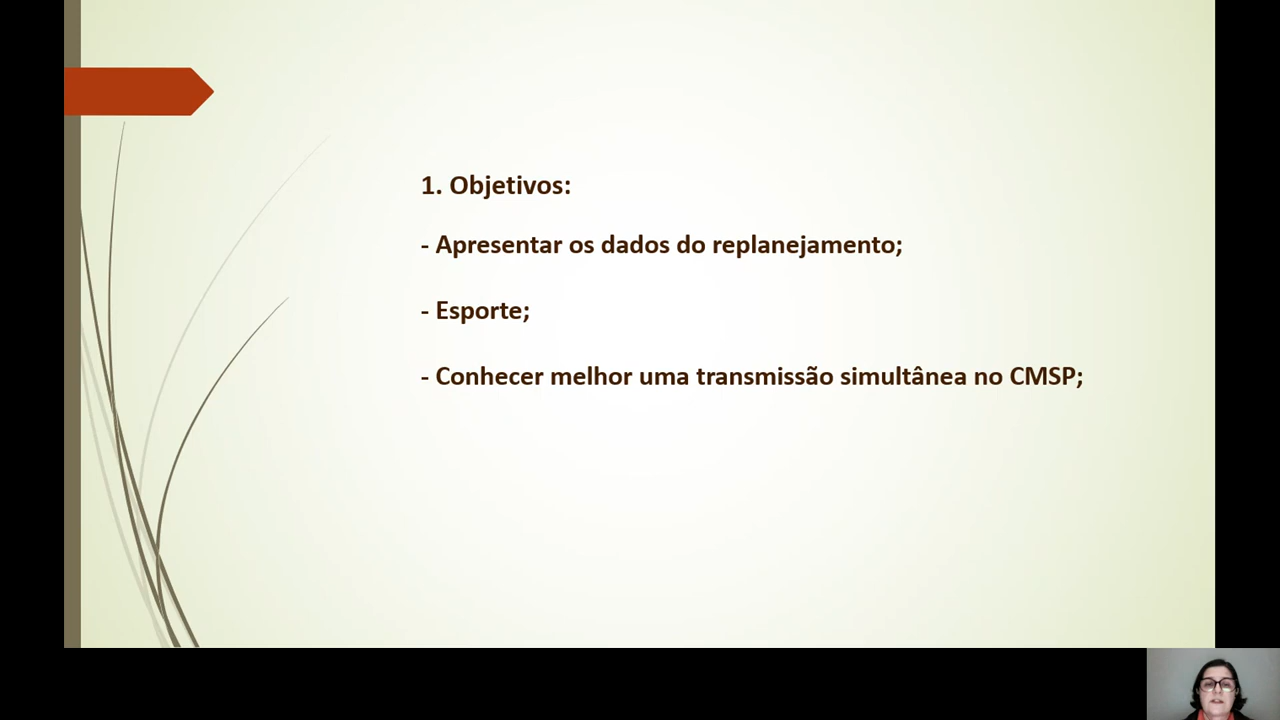 1. Objetivos:
- Apresentar os dados do replanejamento;
- Esporte;
- Conhecer melhor uma transmissão simultânea no CMSP;